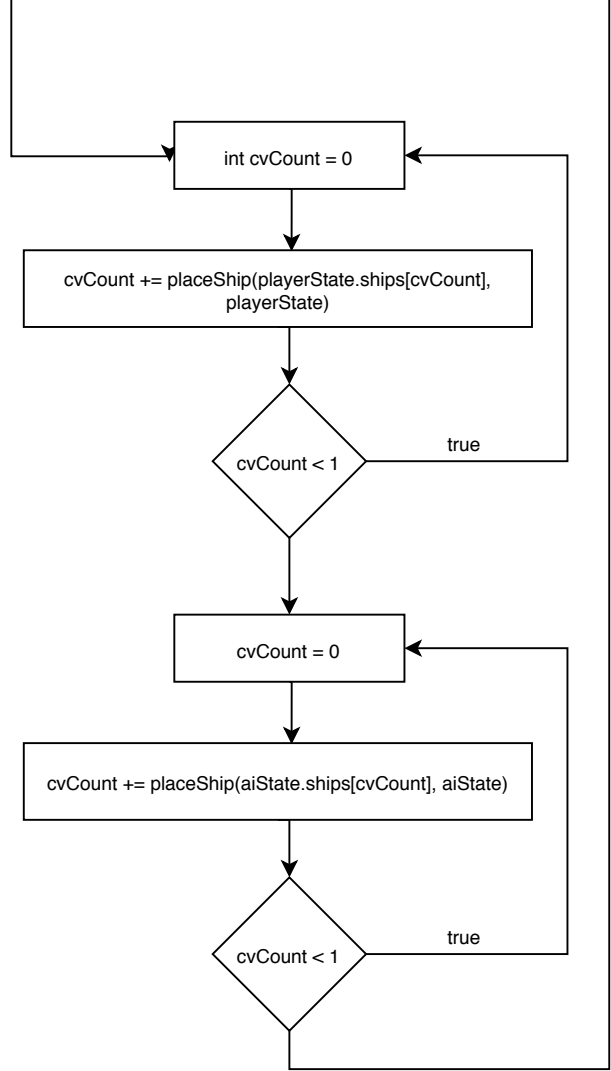 int cvCount = 0
cvCount += placeShip(playerState.ships[cvCount],
playerState)
cvCount < 1
true
cvCount = 0
cvCount += placeShip(aiState.ships[cvCount], aiState)
cvCount < 1
true